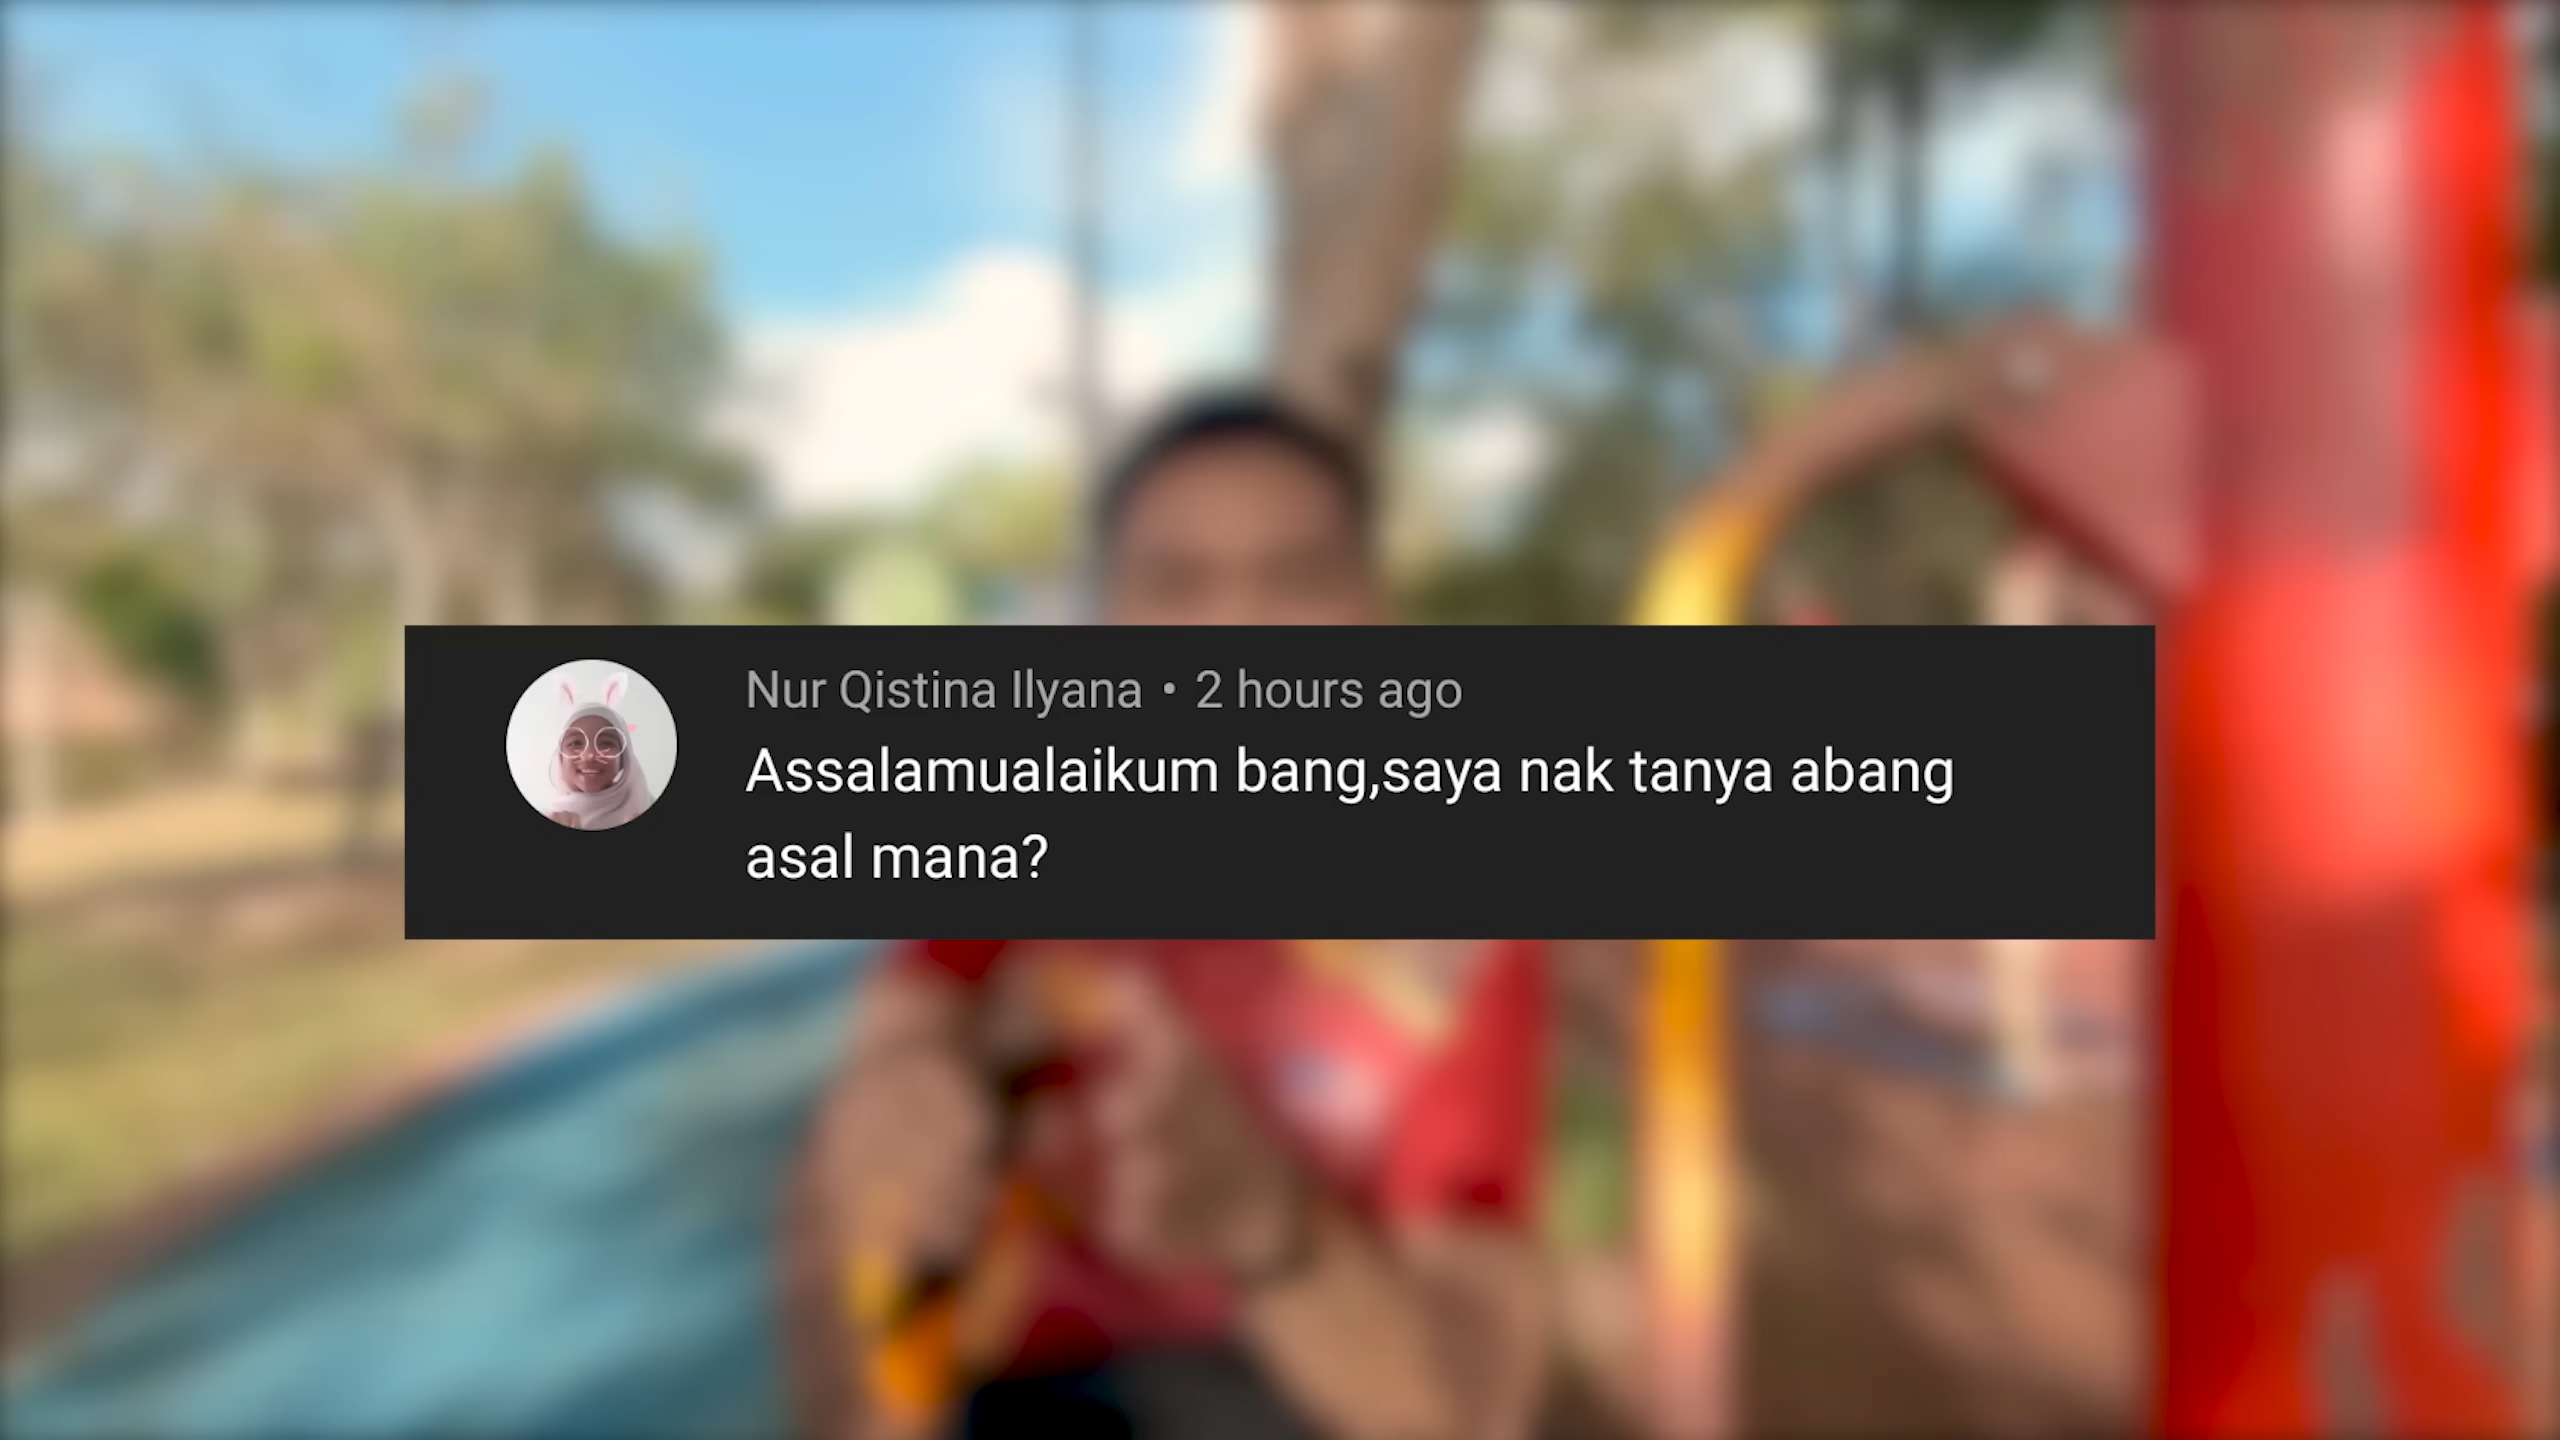 Nur Qistina Ilyana • 2 hours ago
Assalamualaikum bang,saya nak tanya abang
asal mana?